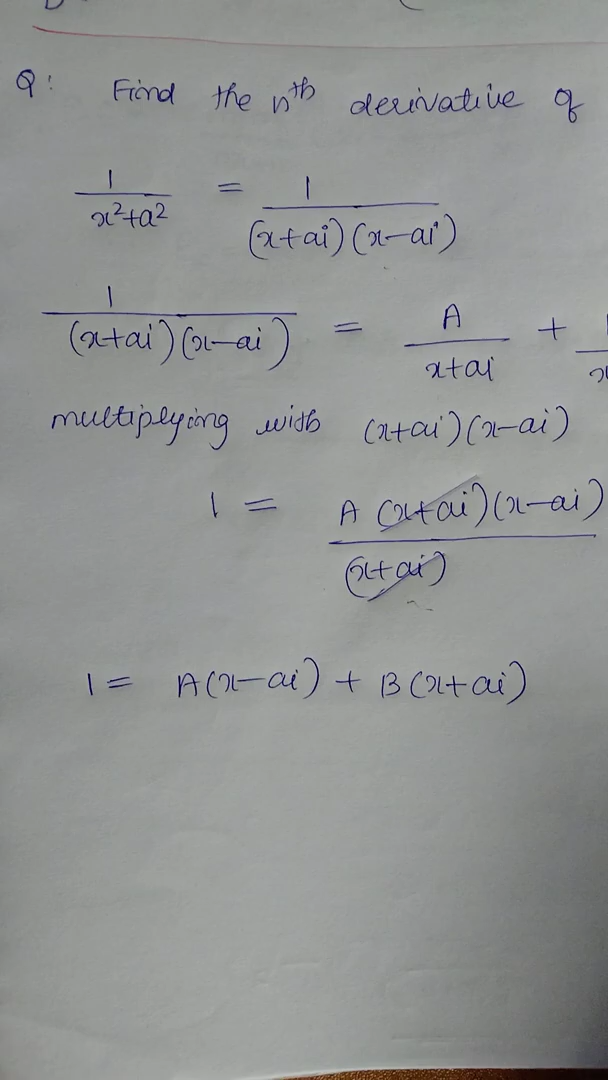 Q: Find the nth derivative of
1/(x²+a²) = 1/((x+ai)(x-ai))
1/((x+ai)(x-ai)) = A/(x+ai) +
multiplying with (x+ai)(x-ai)
1 = A(x+ai)(x-ai)/(x+ai)
1 = A(x-ai) + B(x+ai)